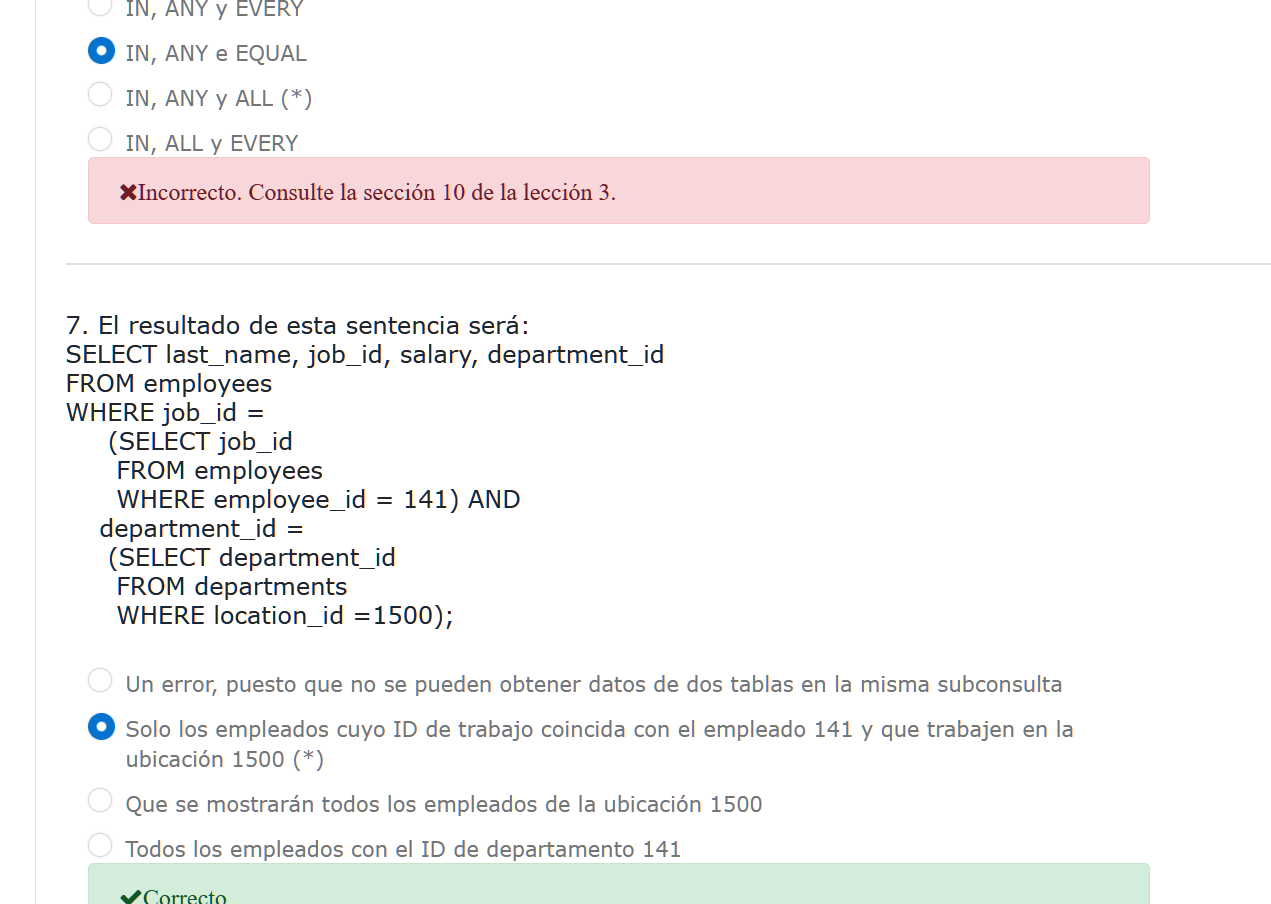 IN, ANY y EVERY
IN, ANY e EQUAL
IN, ANY y ALL (*)
IN, ALL y EVERY
✖Incorrecto. Consulte la sección 10 de la lección 3.
7. El resultado de esta sentencia será:
SELECT last_name, job_id, salary, department_id
FROM employees
WHERE job_id =
(SELECT job_id
FROM employees
WHERE employee_id = 141) AND
department_id =
(SELECT department_id
FROM departments
WHERE location_id =1500);
Un error, puesto que no se pueden obtener datos de dos tablas en la misma subconsulta
Solo los empleados cuyo ID de trabajo coincida con el empleado 141 y que trabajen en la
ubicación 1500 (*)
Que se mostrarán todos los empleados de la ubicación 1500
Todos los empleados con el ID de departamento 141
✔Correcto